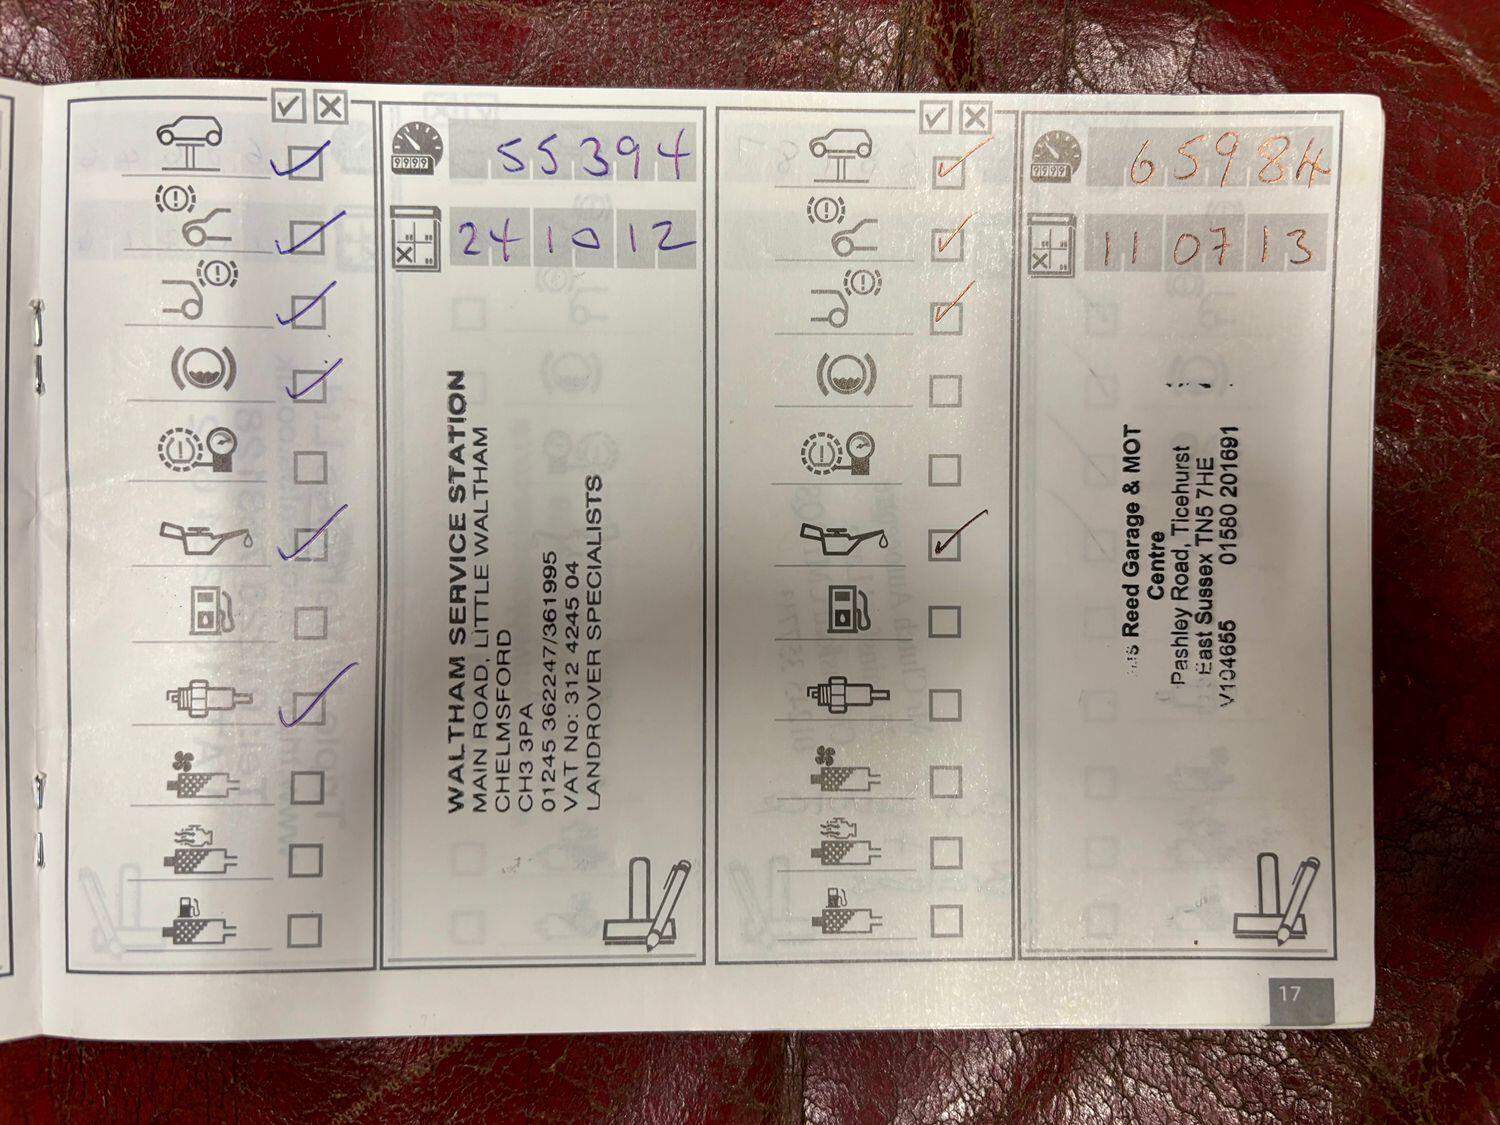 9999
55394
24 10 12
WALTHAM SERVICE STATION
MAIN ROAD, LITTLE WALTHAM
CHELMSFORD
CH3 3PA
01245 362247/361995
VAT No: 312 4245 04
LANDROVER SPECIALISTS
9999
65984
11 07 13
Reed Garage & MOT
Centre
Pashley Road, Ticehurst
East Sussex TN5 7HE
V104655 01580 201691
17